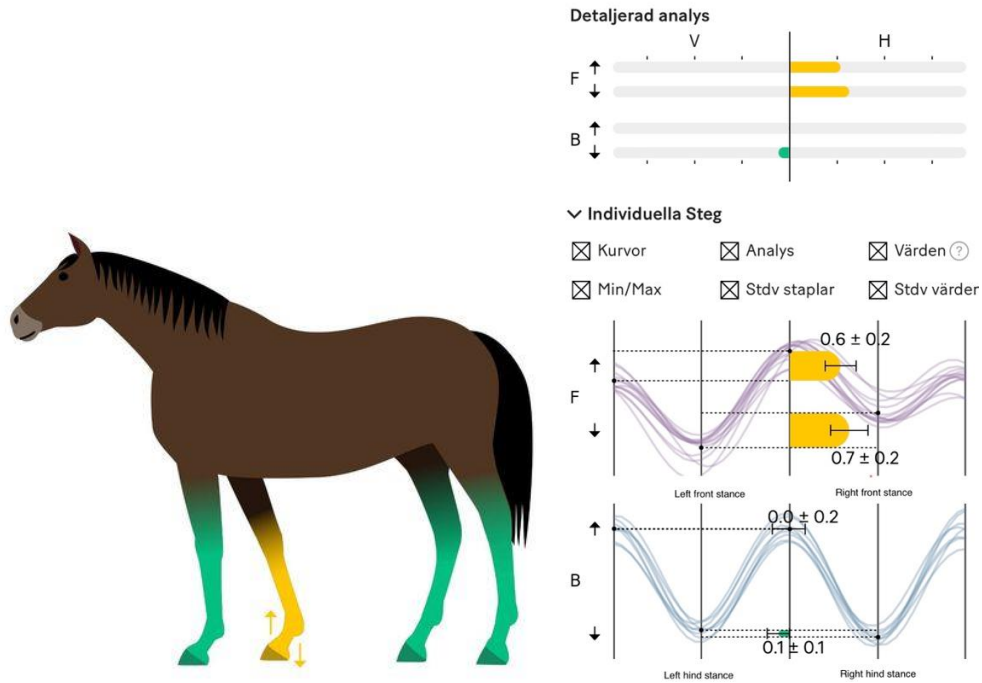 Detaljerad analys
V H
F ↑
↓
B ↑
↓
Individuella Steg
Kurvor Analys Värden ?
Min/Max Stdv staplar Stdv värden
0.6 ± 0.2
↑
F
↓
0.7 ± 0.2
Left front stance Right front stance
0.0 ± 0.2
↑
B
↓
0.1 ± 0.1
Left hind stance Right hind stance